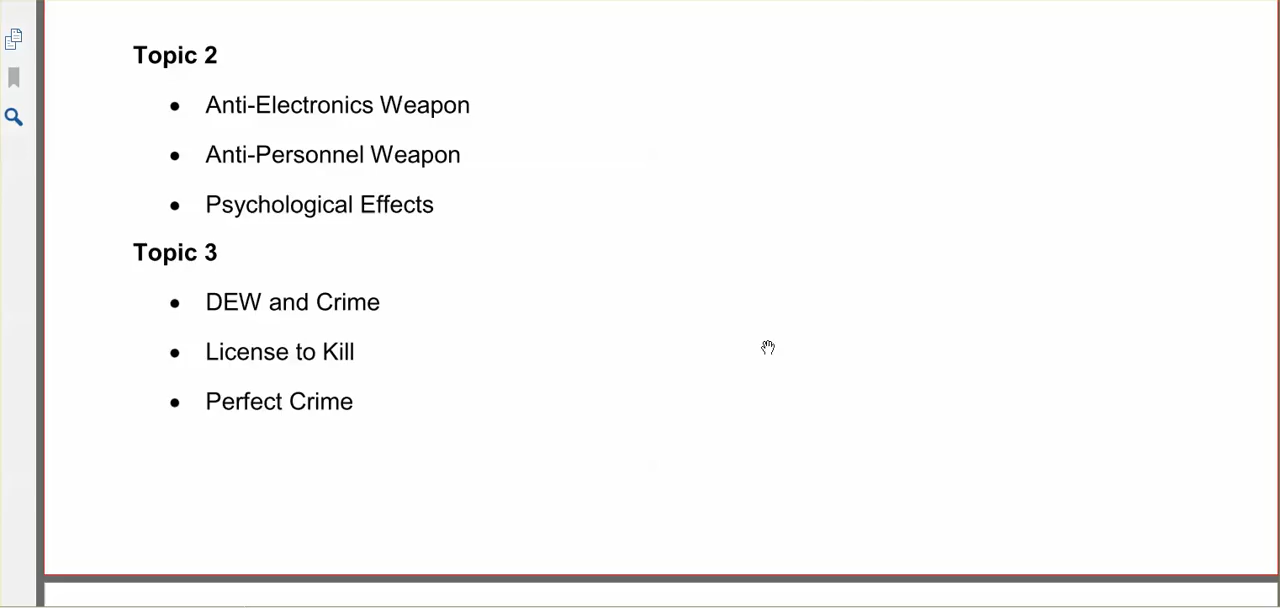 Topic 2
• Anti-Electronics Weapon
• Anti-Personnel Weapon
• Psychological Effects
Topic 3
• DEW and Crime
• License to Kill
• Perfect Crime